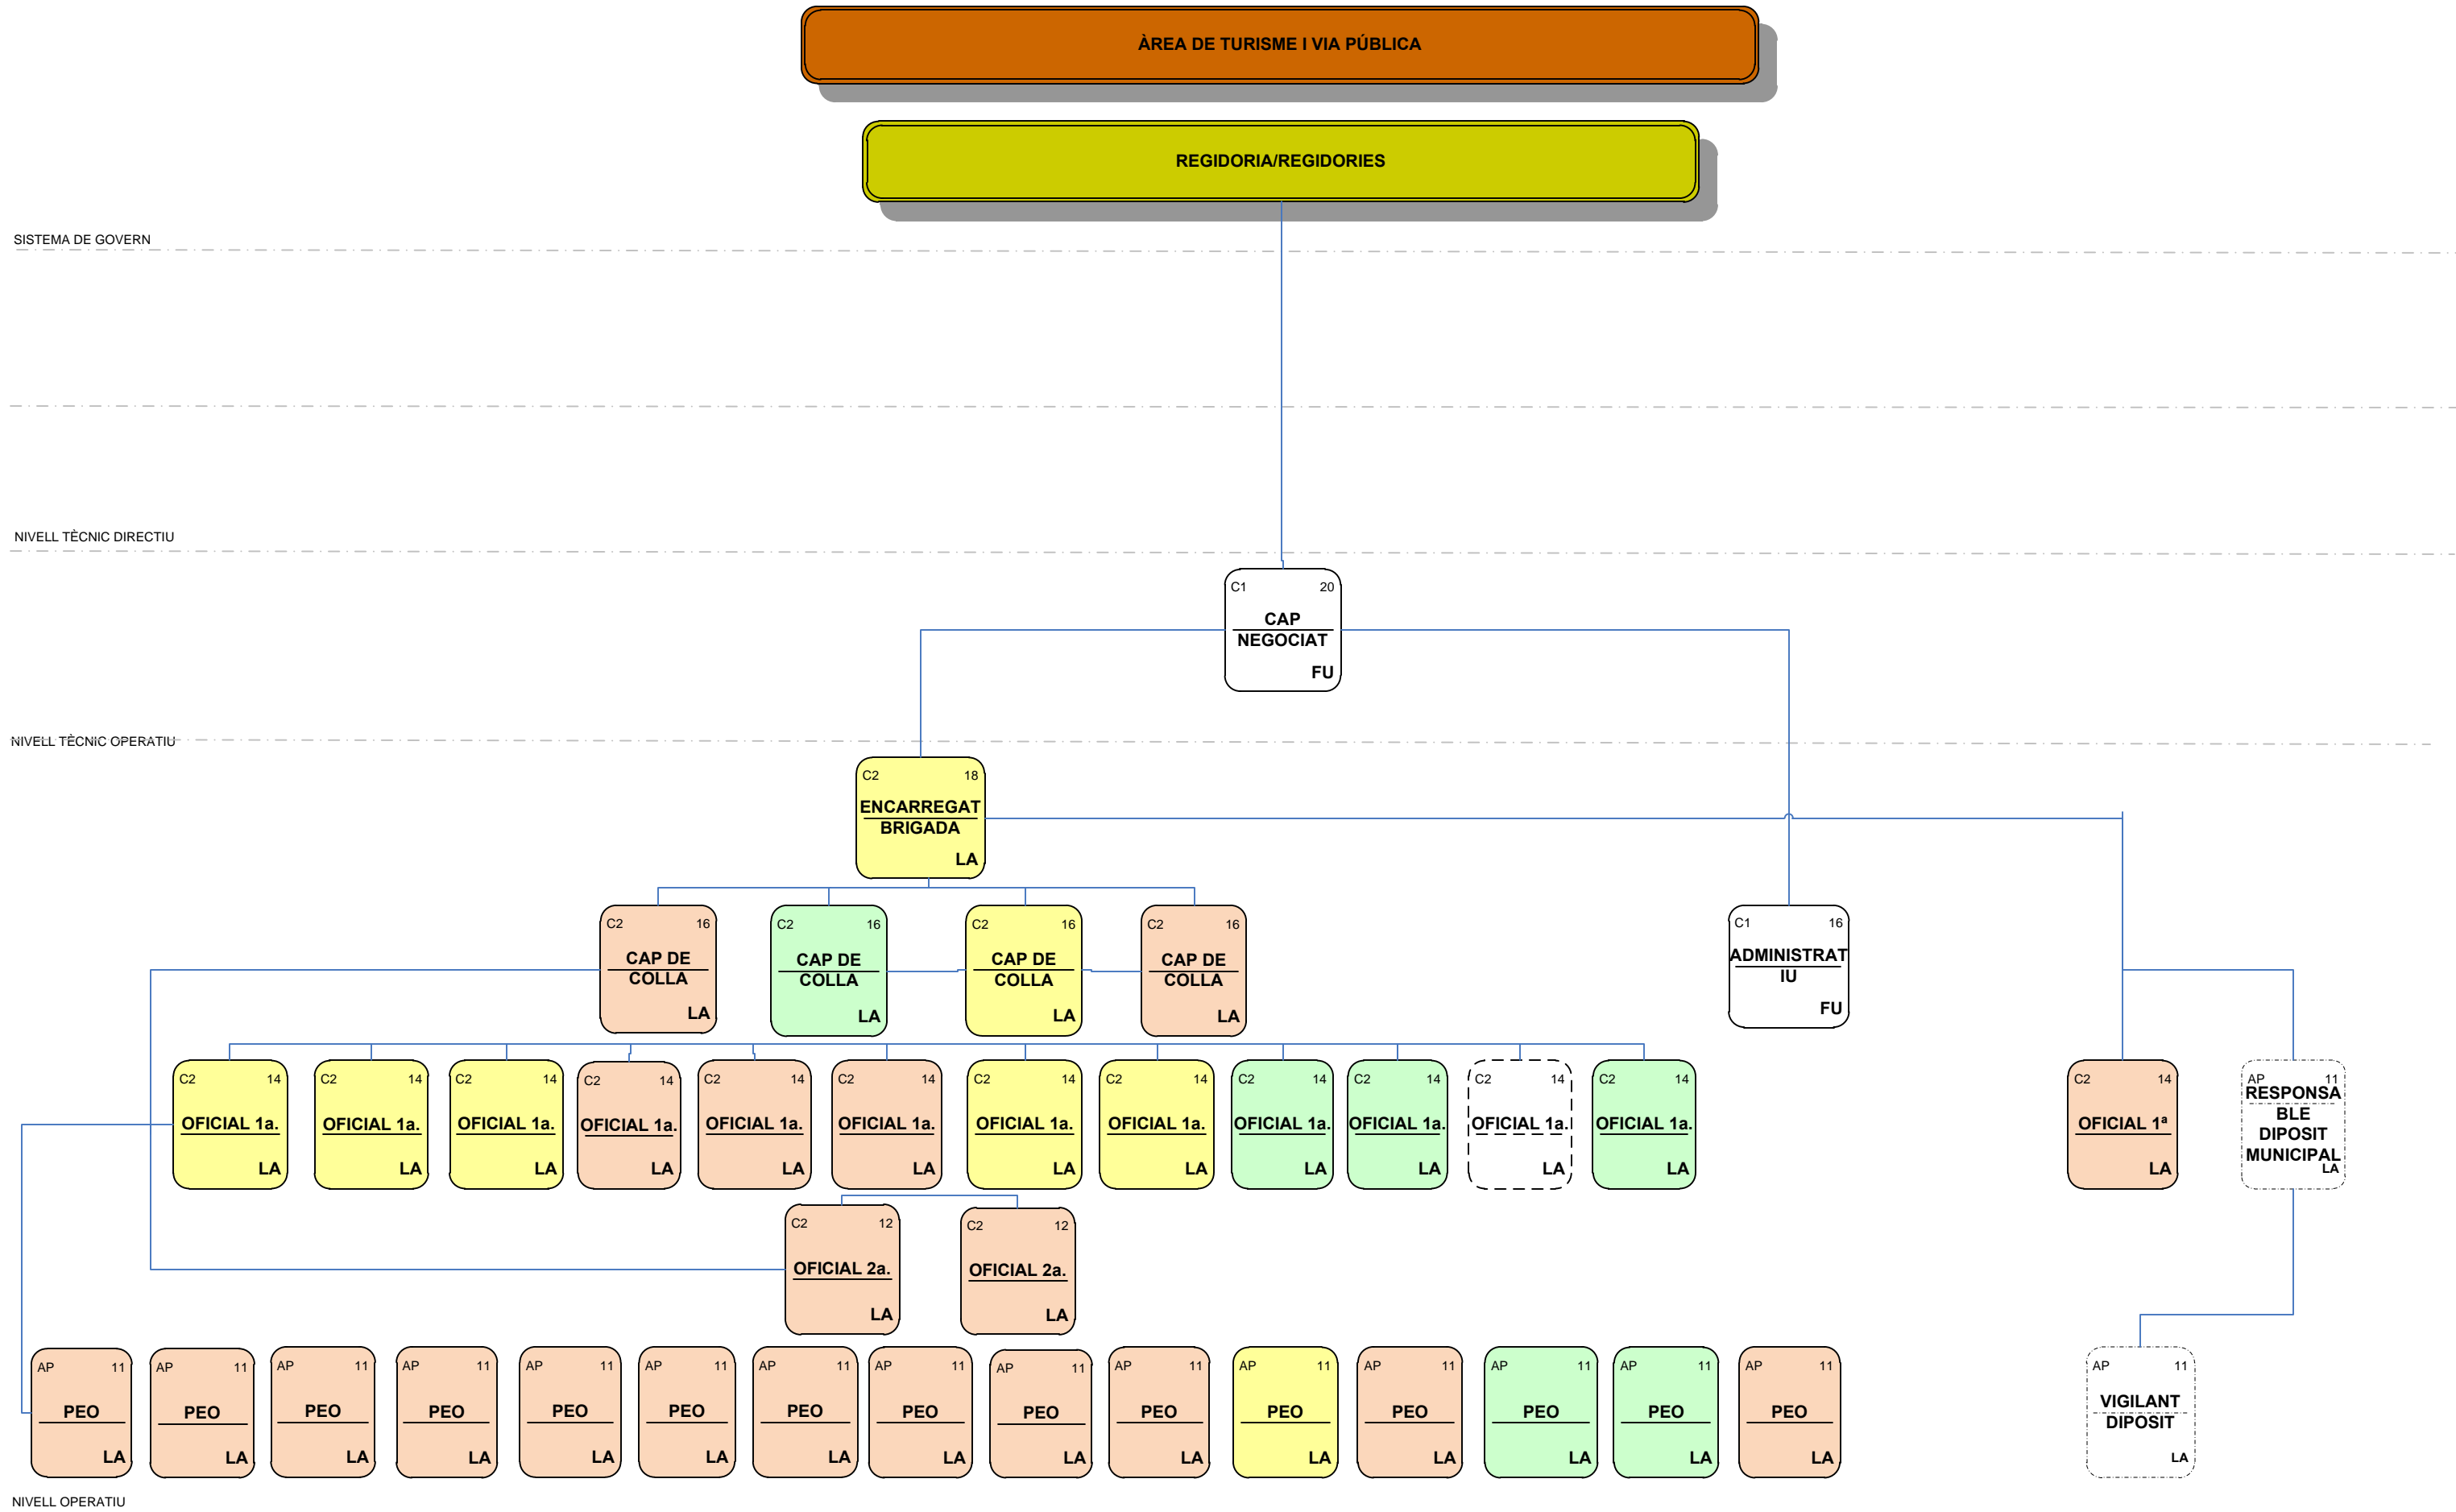 ÀREA DE TURISME I VIA PÚBLICA
REGIDORIA/REGIDORIES
SISTEMA DE GOVERN
NIVELL TÈCNIC DIRECTIU
C1 20
CAP
NEGOCIAT
FU
NIVELL TÈCNIC OPERATIU
C2 18
ENCARREGAT
BRIGADA
LA
C2 16
CAP DE
COLLA
LA
C2 16
CAP DE
COLLA
LA
C2 16
CAP DE
COLLA
LA
C2 16
CAP DE
COLLA
LA
C1 16
ADMINISTRAT
IU
FU
C2 14
OFICIAL 1a.
LA
C2 14
OFICIAL 1a.
LA
C2 14
OFICIAL 1a.
LA
C2 14
OFICIAL 1a.
LA
C2 14
OFICIAL 1a.
LA
C2 14
OFICIAL 1a.
LA
C2 14
OFICIAL 1a.
LA
C2 14
OFICIAL 1a.
LA
C2 14
OFICIAL 1a.
LA
C2 14
OFICIAL 1a.
LA
C2 14
OFICIAL 1a.
LA
C2 14
OFICIAL 1a.
LA
C2 14
OFICIAL 1ª
LA
AP 11
RESPONSA
BLE
DIPOSIT
MUNICIPAL
LA
C2 12
OFICIAL 2a.
LA
C2 12
OFICIAL 2a.
LA
AP 11
PEO
LA
AP 11
PEO
LA
AP 11
PEO
LA
AP 11
PEO
LA
AP 11
PEO
LA
AP 11
PEO
LA
AP 11
PEO
LA
AP 11
PEO
LA
AP 11
PEO
LA
AP 11
PEO
LA
AP 11
PEO
LA
AP 11
PEO
LA
AP 11
PEO
LA
AP 11
PEO
LA
AP 11
PEO
LA
AP 11
VIGILANT
DIPOSIT
LA
NIVELL OPERATIU